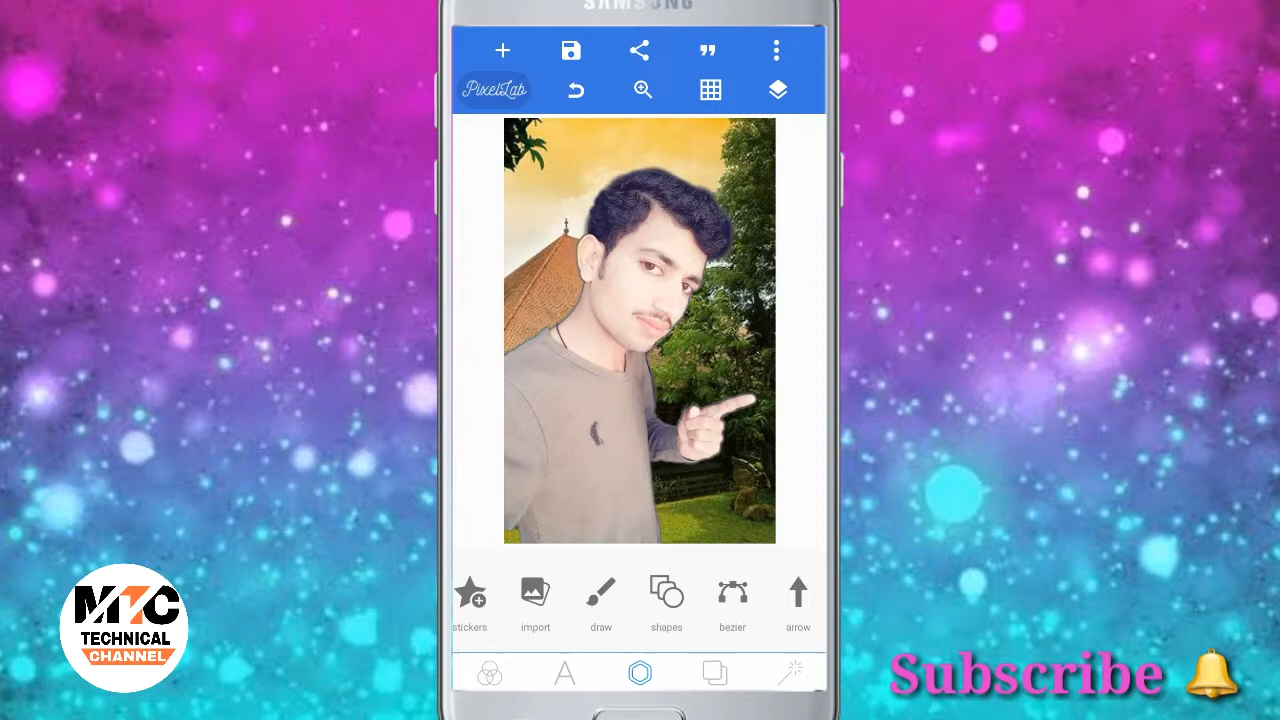 SAMSUNG
PixelLab
stickers
import
draw
shapes
bezier
arrow
MTC
TECHNICAL
CHANNEL
Subscribe